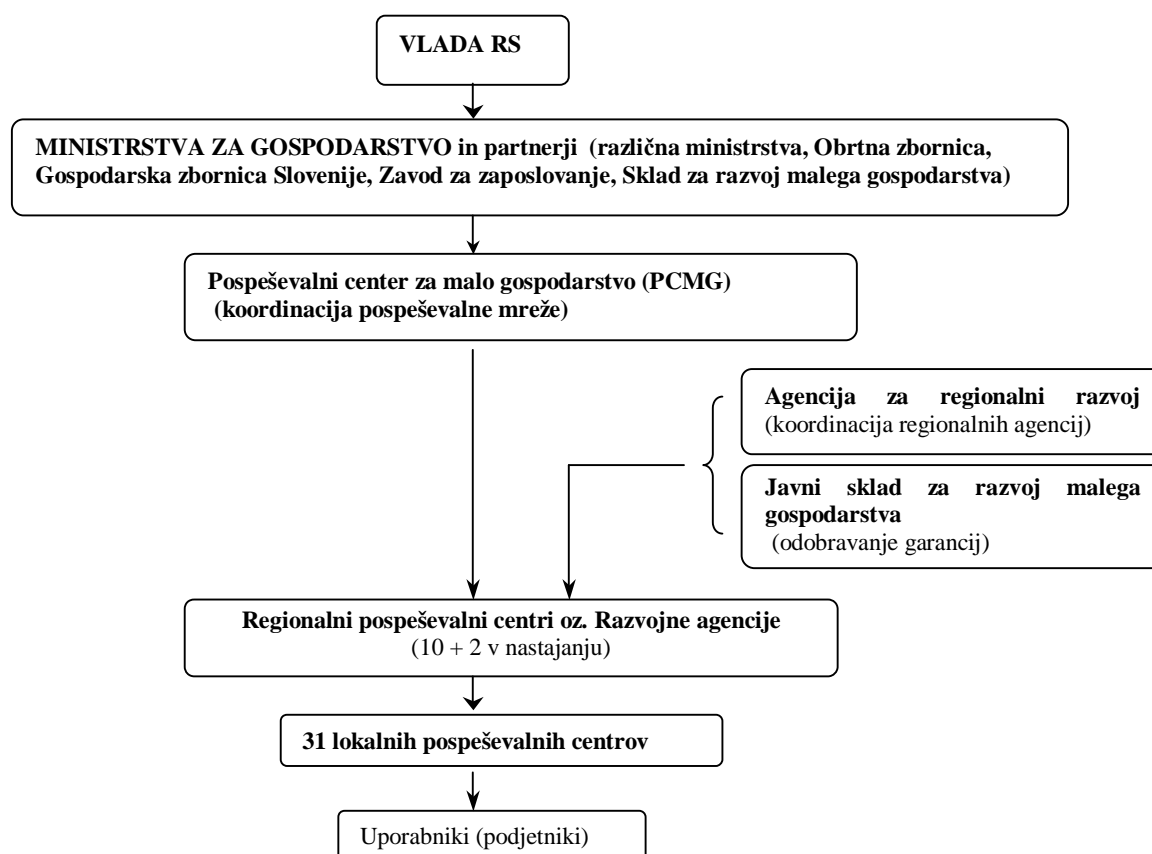 VLADA RS
MINISTRSTVA ZA GOSPODARSTVO in partnerji (različna ministrstva, Obrtna zbornica,
Gospodarska zbornica Slovenije, Zavod za zaposlovanje, Sklad za razvoj malega gospodarstva)
Pospeševalni center za malo gospodarstvo (PCMG)
(koordinacija pospeševalne mreže)
Agencija za regionalni razvoj
(koordinacija regionalnih agencij)
Javni sklad za razvoj malega
gospodarstva
(odobravanje garancij)
Regionalni pospeševalni centri oz. Razvojne agencije
(10 + 2 v nastajanju)
31 lokalnih pospeševalnih centrov
Uporabniki (podjetniki)